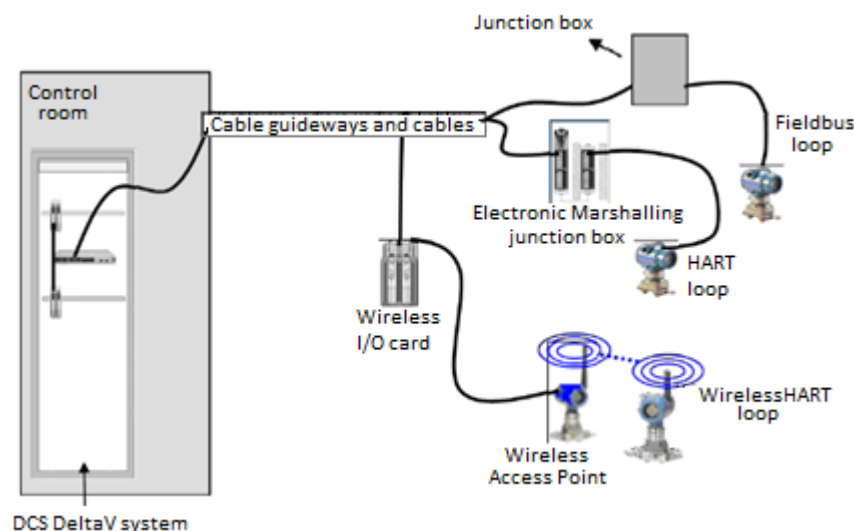 Junction box
Control
room
Cable guideways and cables
Fieldbus
loop
Electronic Marshalling
junction box
HART
loop
Wireless
I/O card
WirelessHART
loop
Wireless
Access Point
DCS DeltaV system